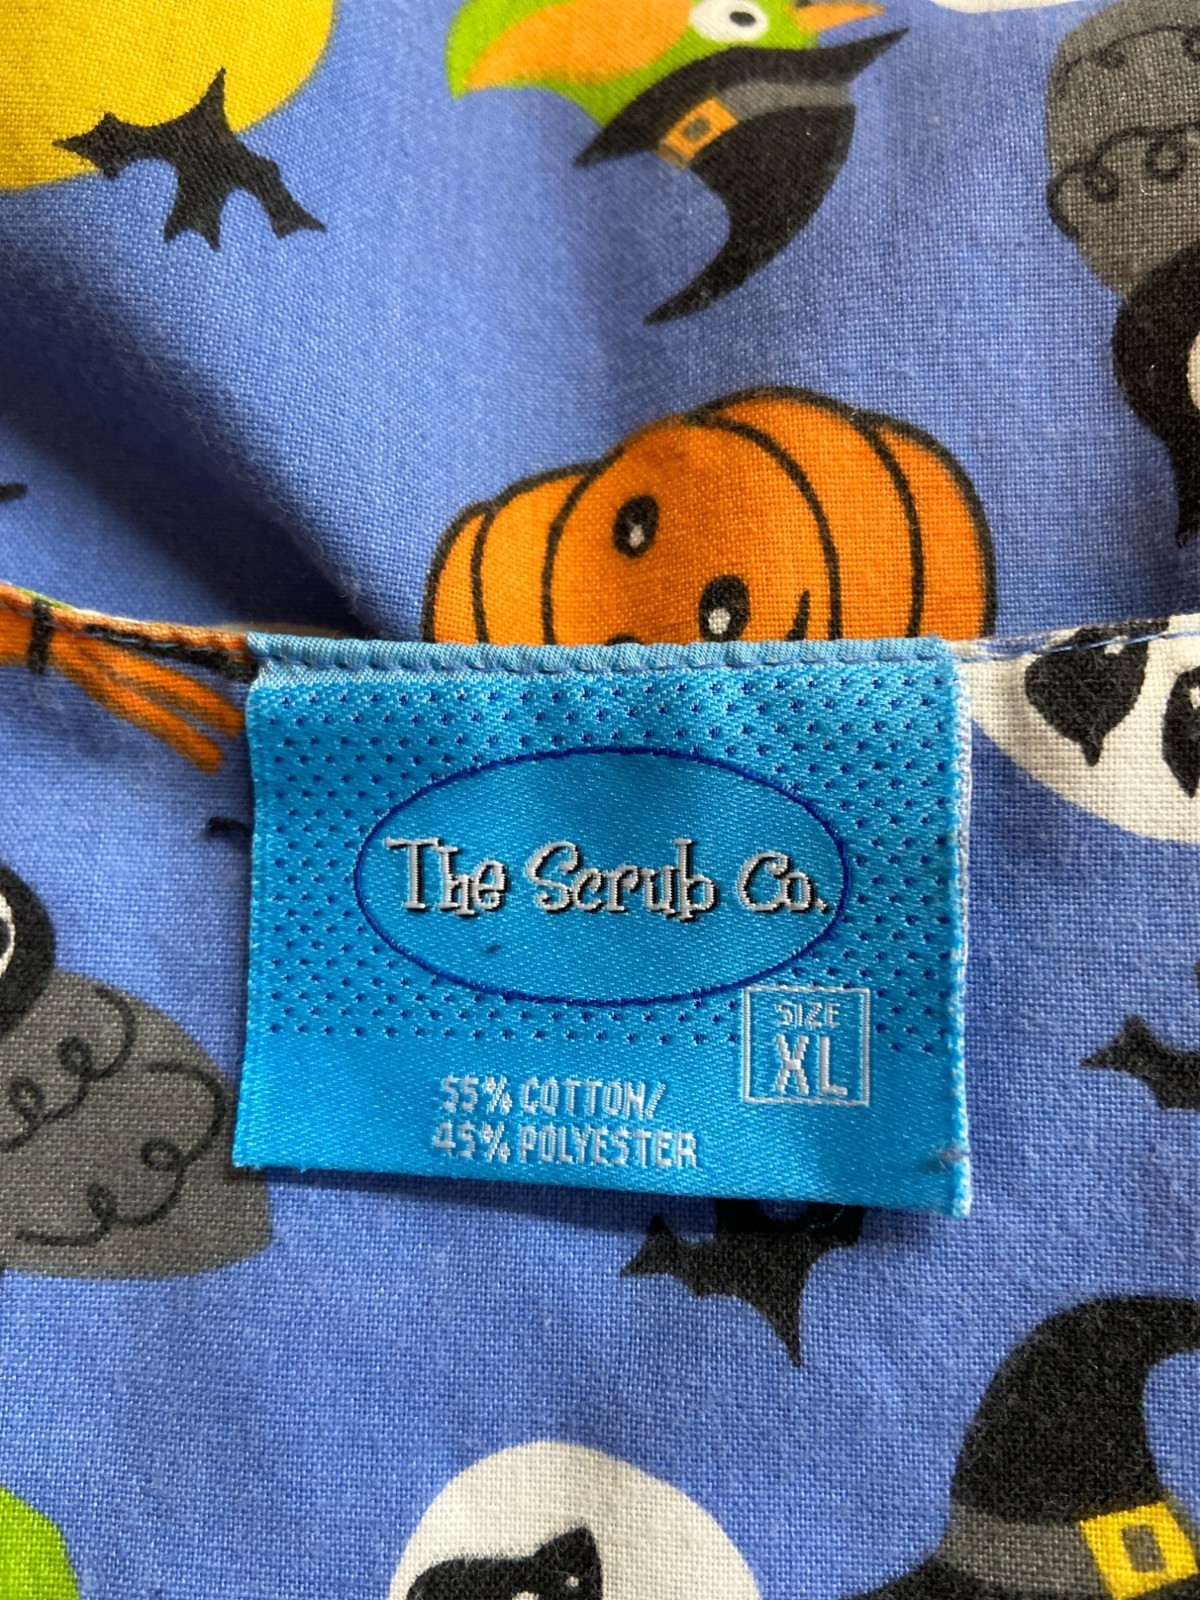 The Scrub Co.
SIZE
XL
55% COTTON/
45% POLYESTER